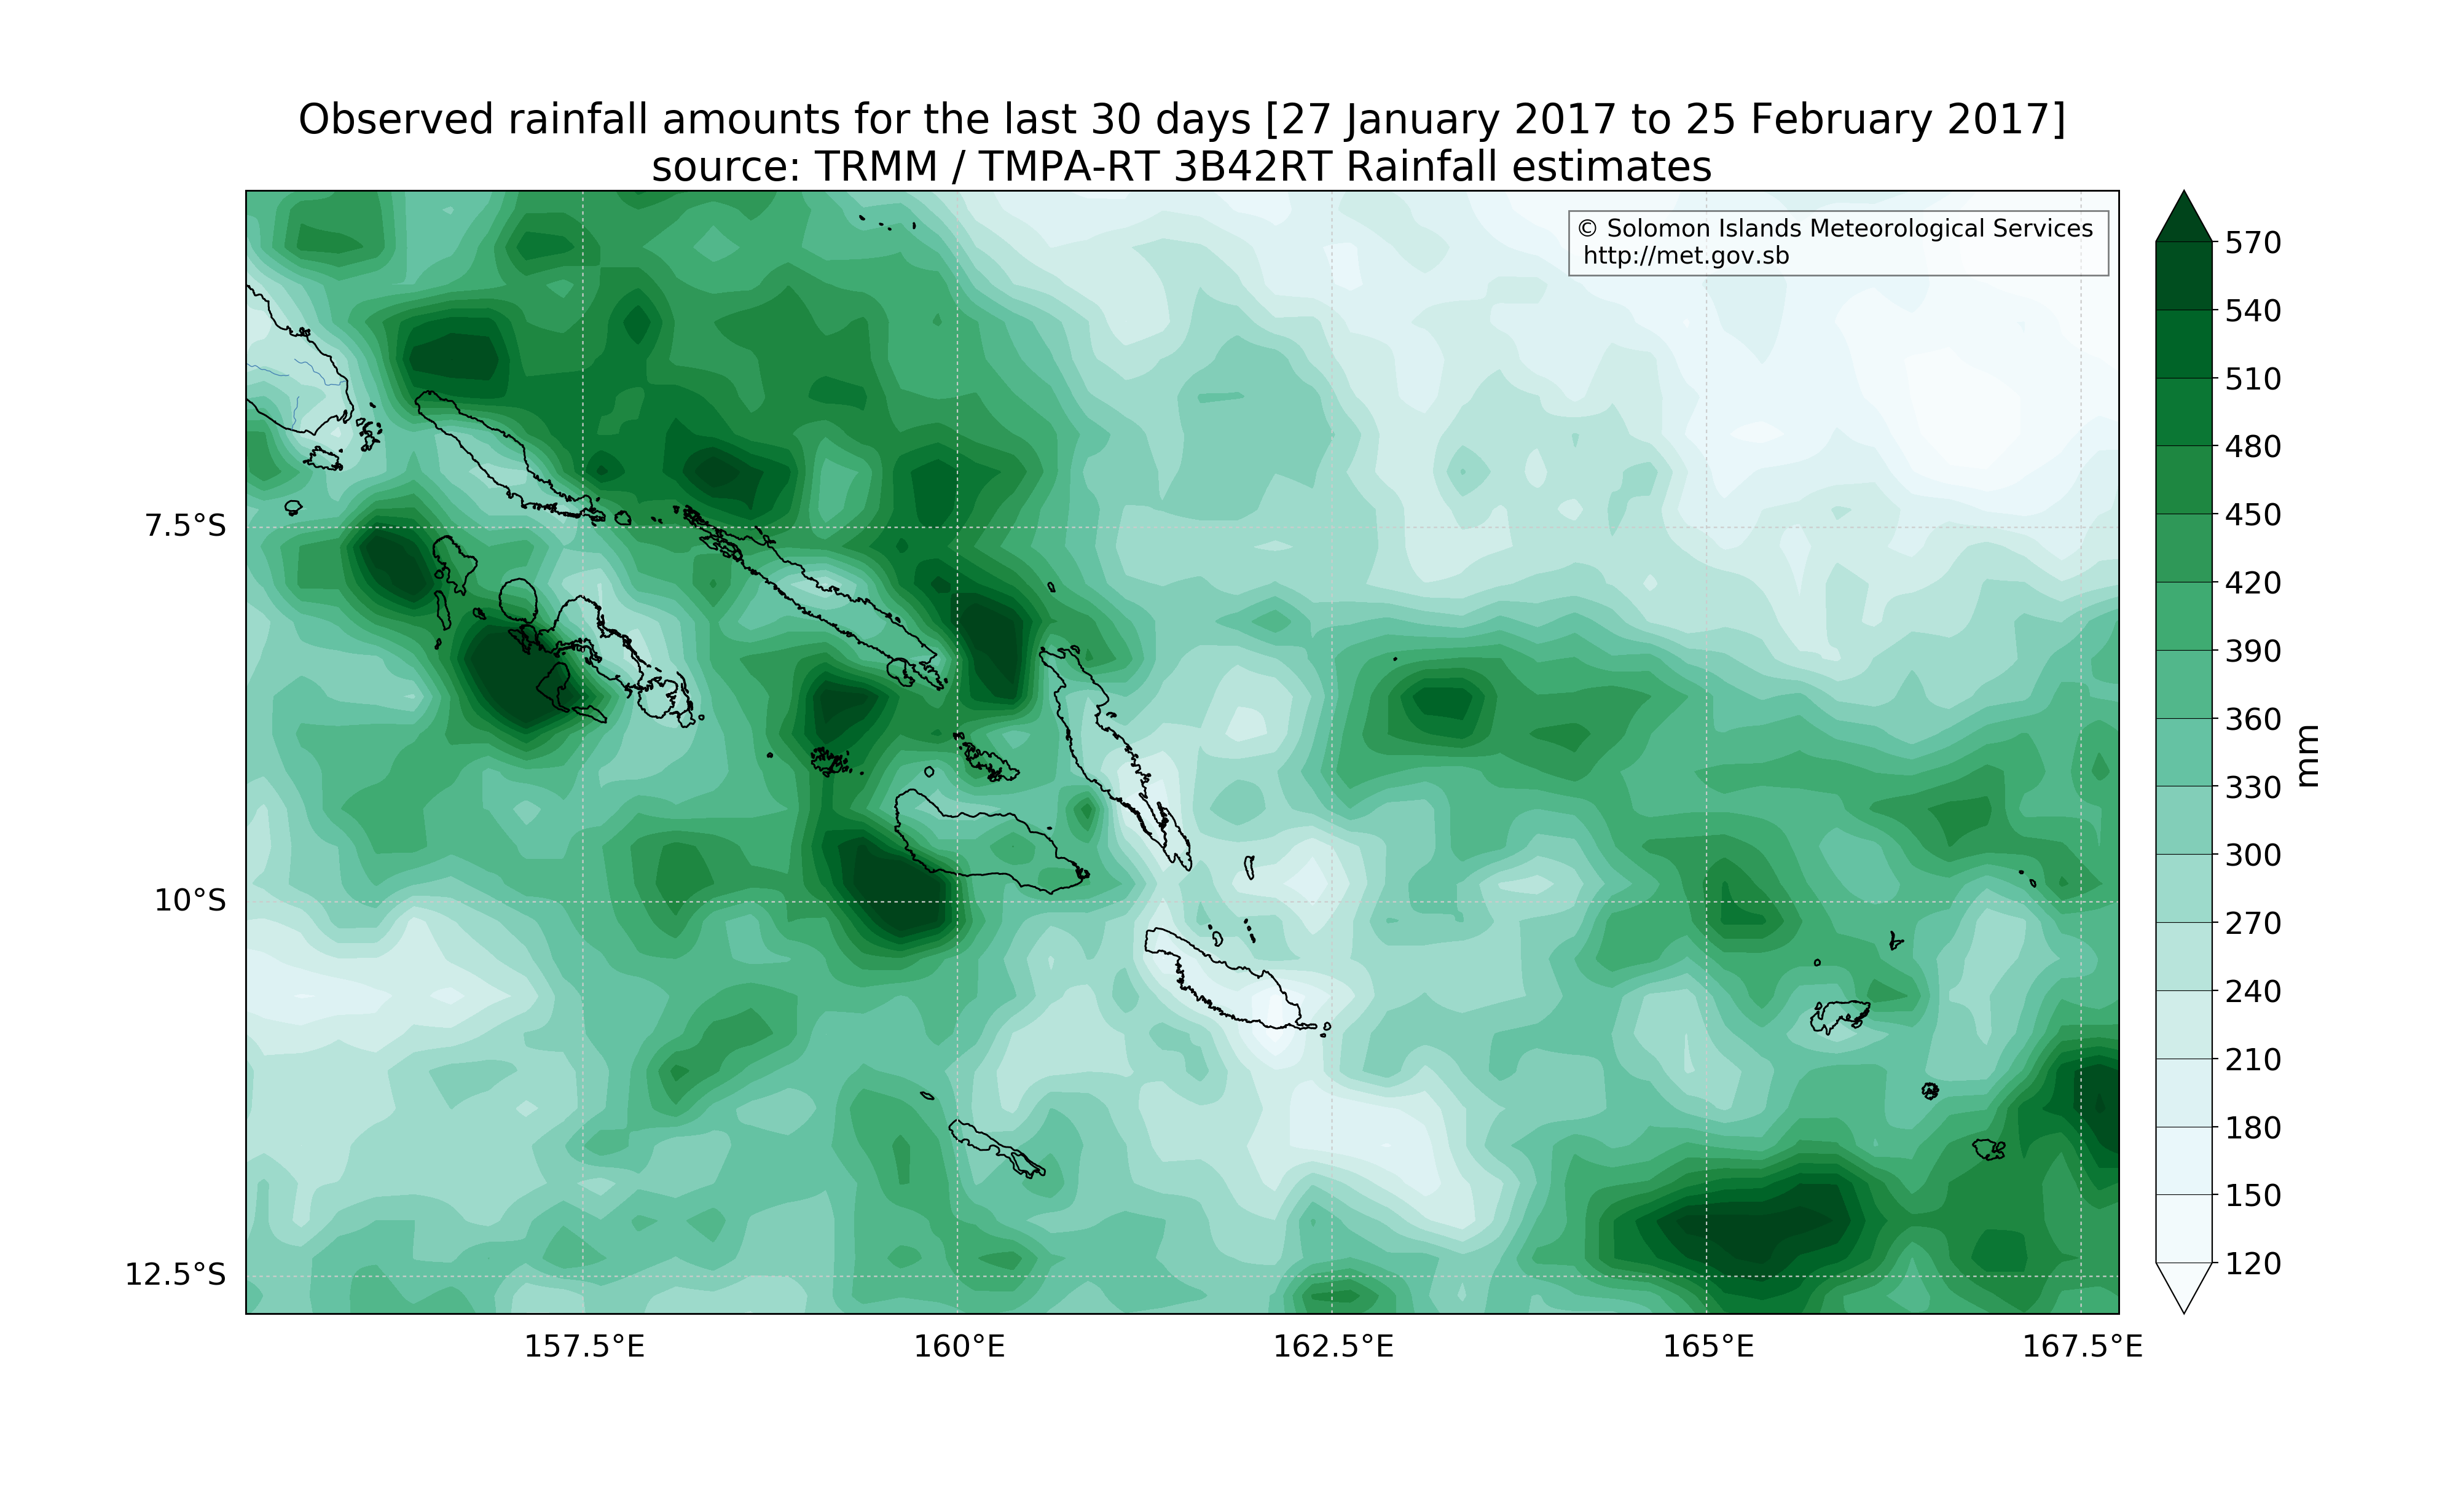 Observed rainfall amounts for the last 30 days [27 January 2017 to 25 February 2017]
source: TRMM / TMPA-RT 3B42RT Rainfall estimates
© Solomon Islands Meteorological Services
http://met.gov.sb
7.5°S
10°S
12.5°S
157.5°E
160°E
162.5°E
165°E
167.5°E
570
540
510
480
450
420
390
360
330
300
270
240
210
180
150
120
mm